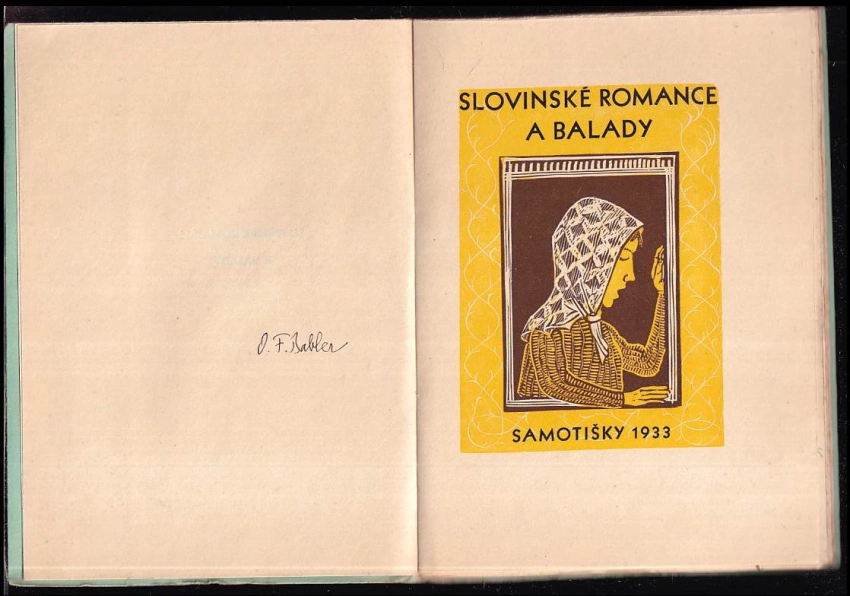 O. F. Babler
SLOVINSKÉ ROMANCE
A BALADY
SAMOTIŠKY 1933